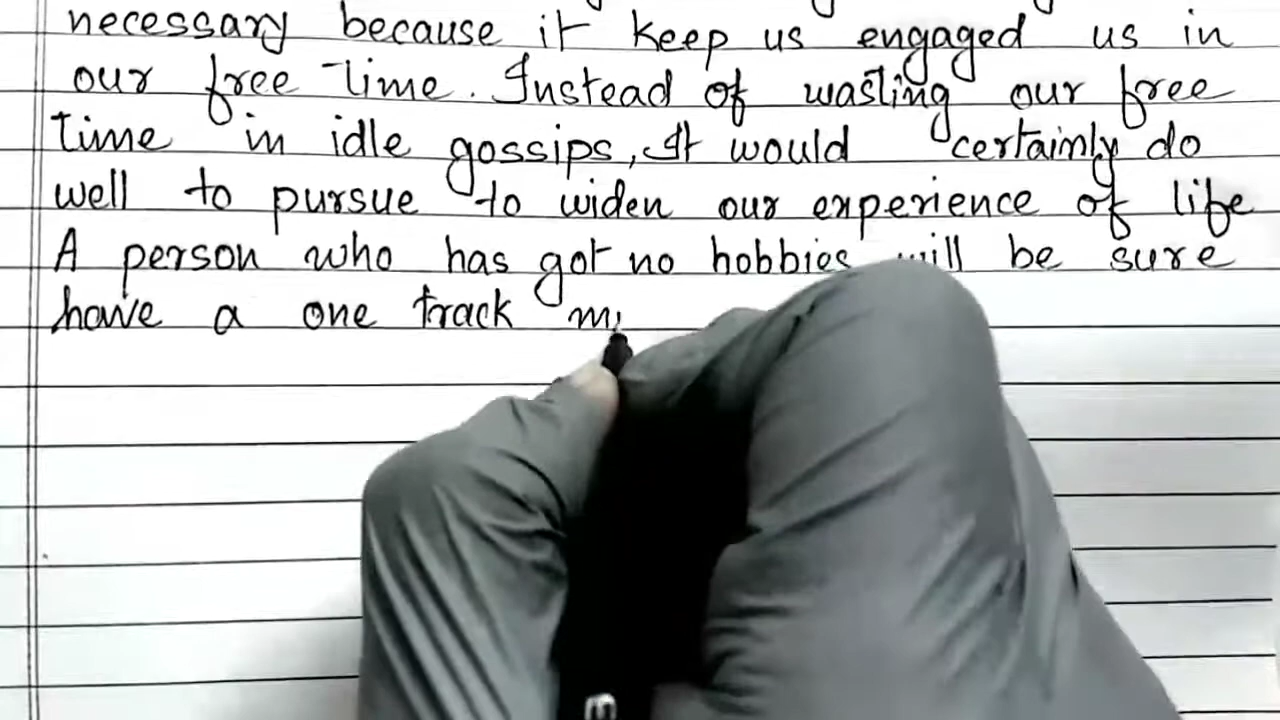 necessary because it keep us engaged us in
our free time. Instead of wasting our free
time in idle gossips, It would certainly do
well to pursue to widen our experience of life
A person who has got no hobbies will be sure
have a one track